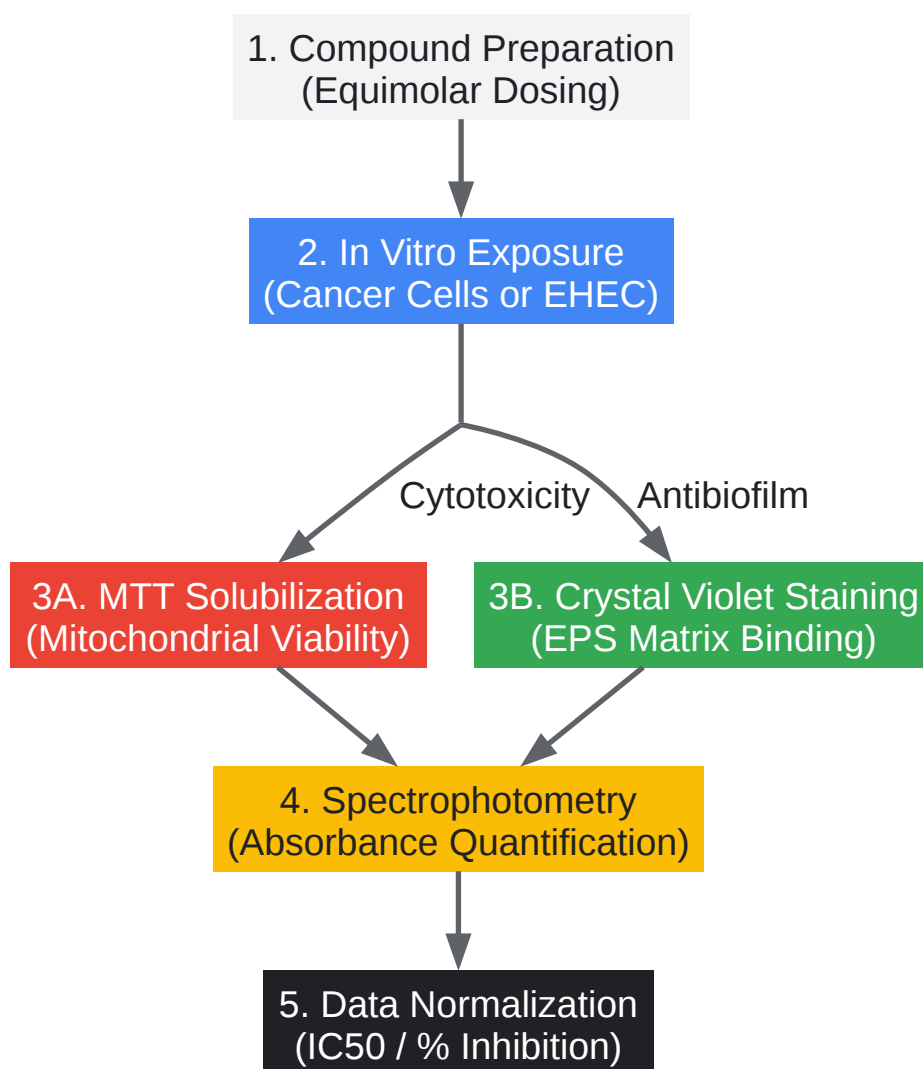 1. Compound Preparation
(Equimolar Dosing)
2. In Vitro Exposure
(Cancer Cells or EHEC)
Cytotoxicity
Antibiofilm
3A. MTT Solubilization
(Mitochondrial Viability)
3B. Crystal Violet Staining
(EPS Matrix Binding)
4. Spectrophotometry
(Absorbance Quantification)
5. Data Normalization
(IC50 / % Inhibition)